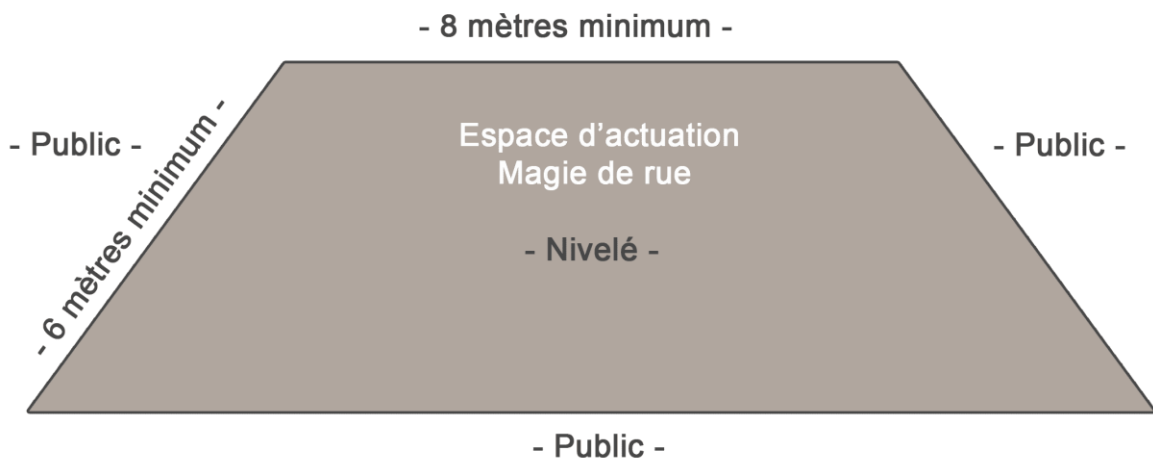 - 8 mètres minimum -
- Public -
- 6 mètres minimum -
Espace d’actuation
Magie de rue
- Public -
- Nivelé -
- Public -